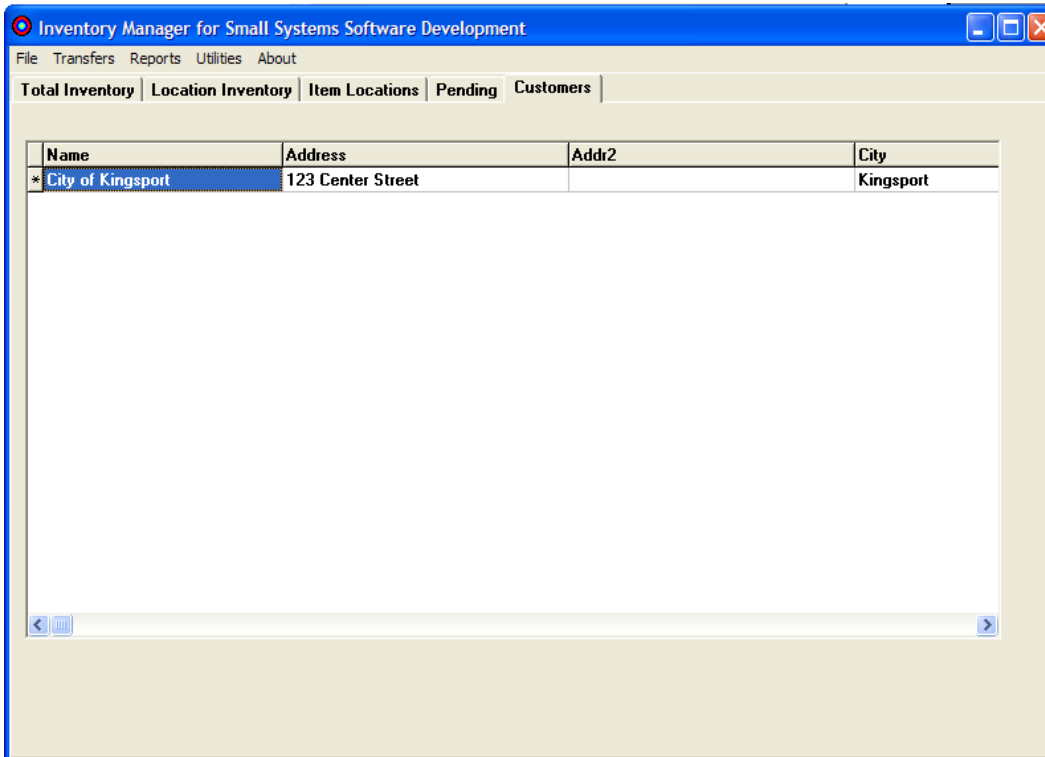 Inventory Manager for Small Systems Software Development
File Transfers Reports Utilities About
Total Inventory Location Inventory Item Locations Pending Customers
Name Address Addr2 City
* City of Kingsport 123 Center Street Kingsport